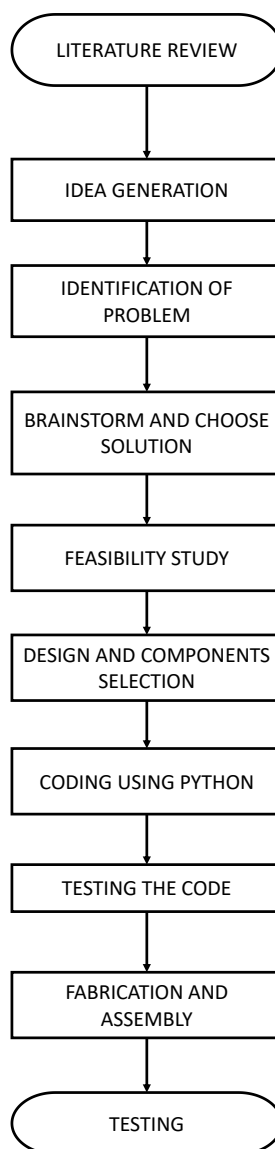 LITERATURE REVIEW
IDEA GENERATION
IDENTIFICATION OF
PROBLEM
BRAINSTORM AND CHOOSE
SOLUTION
FEASIBILITY STUDY
DESIGN AND COMPONENTS
SELECTION
CODING USING PYTHON
TESTING THE CODE
FABRICATION AND
ASSEMBLY
TESTING